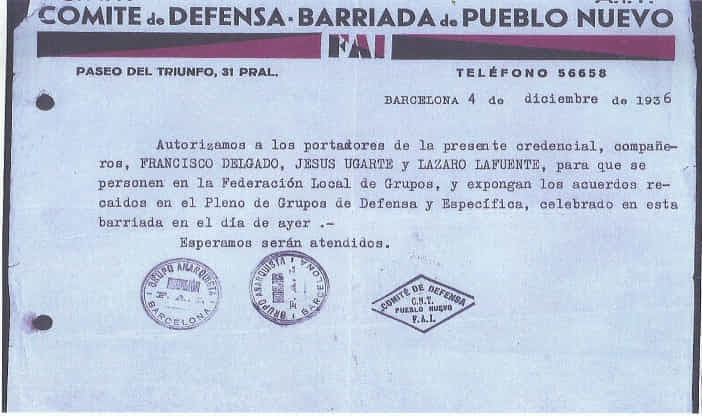 COMITE de DEFENSA - BARRIADA de PUEBLO NUEVO
FAI
PASEO DEL TRIUNFO, 31 PRAL.
TELÉFONO 56658
BARCELONA 4 de diciembre de 1936
Autorizamos a los portadores de la presente credencial, compañe-
ros, FRANCISCO DELGADO, JESUS UGARTE y LAZARO LAFUENTE, para que se
personen en la Federación Local de Grupos, y expongan los acuerdos re-
caidos en el Pleno de Grupos de Defensa y Específica, celebrado en esta
barriada en el día de ayer .-
Esperamos serán atendidos.
GRUPO ANARQUISTA
F.A.I.
BARCELONA
GRUPO ANARQUISTA
F.A.I.
BARCELONA
COMITÉ DE DEFENSA
C.N.T.
PUEBLO NUEVO
F.A.I.